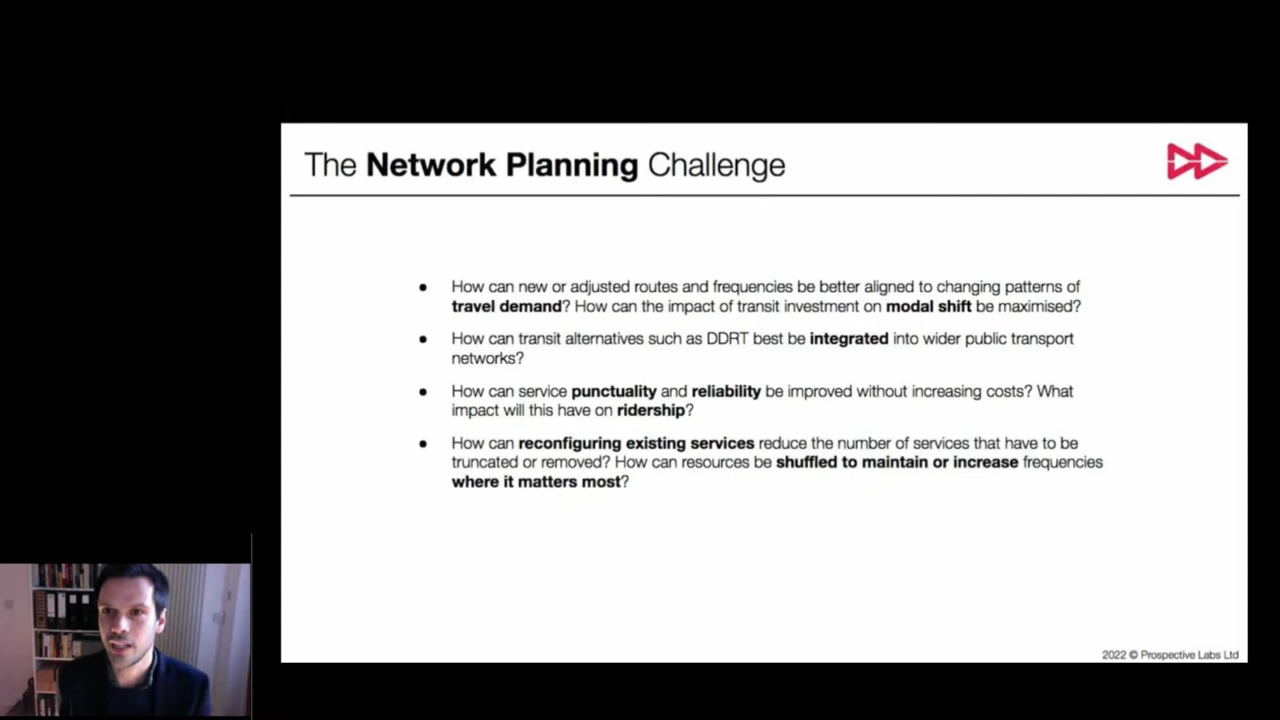 The Network Planning Challenge
● How can new or adjusted routes and frequencies be better aligned to changing patterns of
travel demand? How can the impact of transit investment on modal shift be maximised?
● How can transit alternatives such as DDRT best be integrated into wider public transport
networks?
● How can service punctuality and reliability be improved without increasing costs? What
impact will this have on ridership?
● How can reconfiguring existing services reduce the number of services that have to be
truncated or removed? How can resources be shuffled to maintain or increase frequencies
where it matters most?
2022 © Prospective Labs Ltd